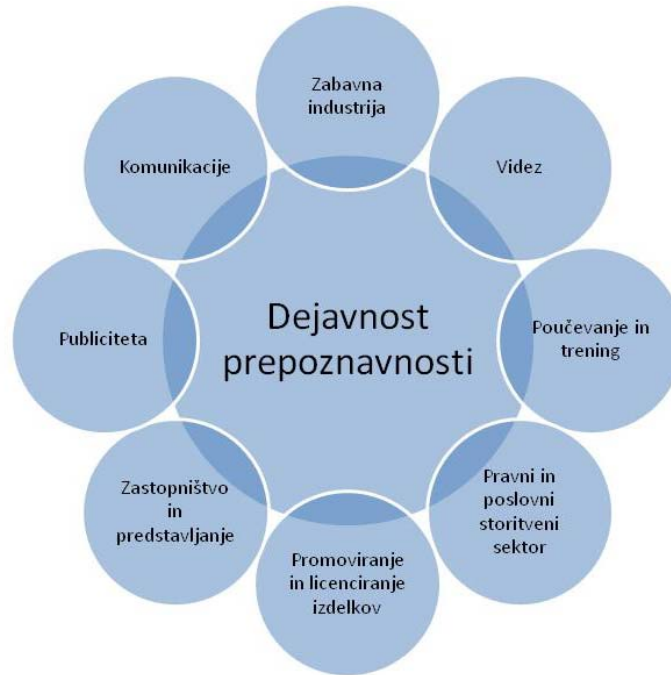 Zabavna
industrija
Videz
Poučevanje in
trening
Pravni in
poslovni
storitveni
sektor
Promoviranje
in licenciranje
izdelkov
Zastopništvo
in
predstavljanje
Publiciteta
Komunikacije
Dejavnost
prepoznavnosti